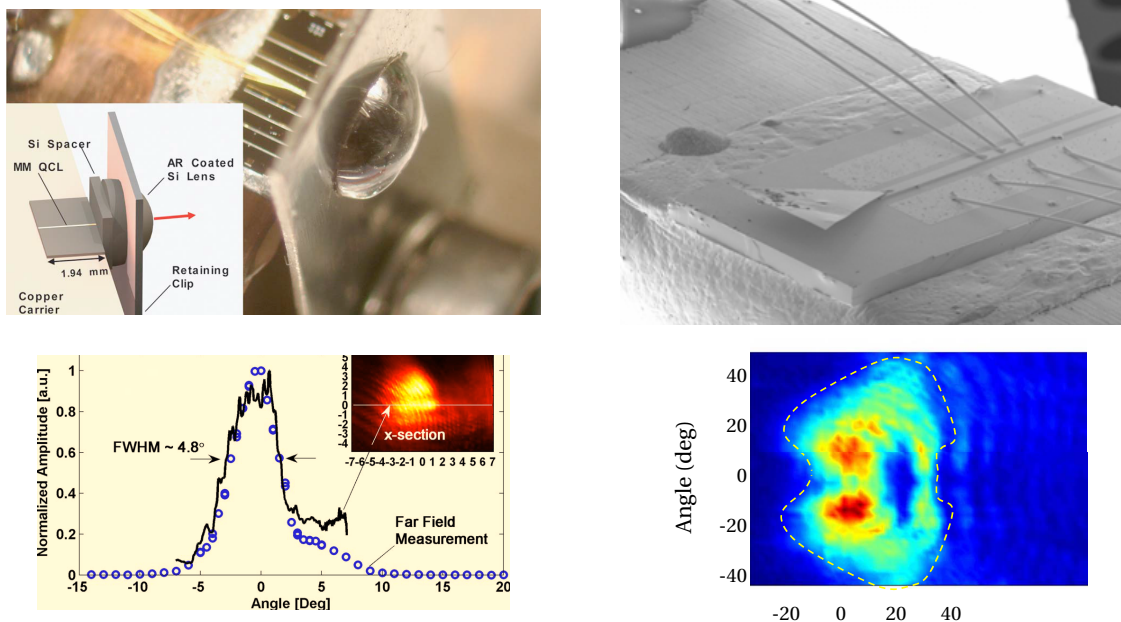 Si Spacer
MM QCL
AR Coated
Si Lens
1.94 mm
Retaining
Clip
Copper
Carrier
Normalized Amplitude [a.u.]
1
0.8
0.6
0.4
0.2
0
FWHM ~ 4.8°
5
4
3
2
1
0
-1
-2
-3
-4
x-section
-7-6-5-4-3-2-1 0 1 2 3 4 5 6 7
Far Field
Measurement
-15 -10 -5 0 5 10 15 20
Angle [Deg]
Angle (deg)
40
20
0
-20
-40
-20 0 20 40